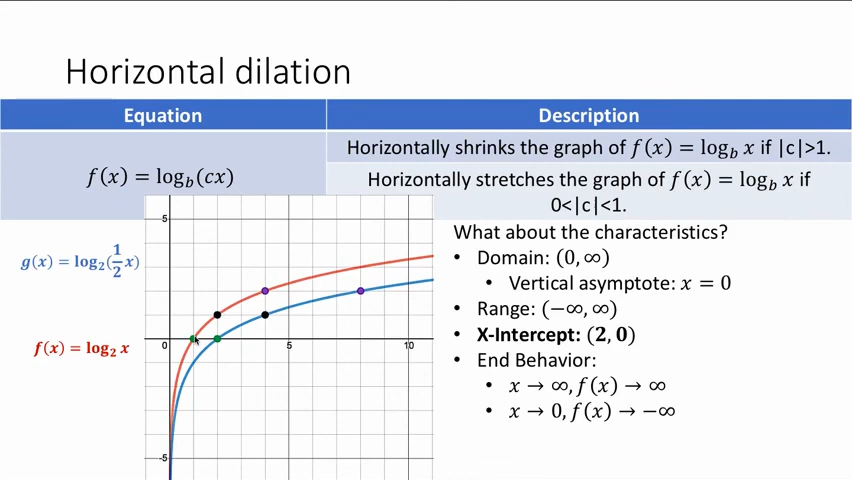 Horizontal dilation
Equation
Description
f(x) = log_b(cx)
Horizontally shrinks the graph of f(x) = log_b x if |c|>1.
Horizontally stretches the graph of f(x) = log_b x if
0<|c|<1.
g(x) = log₂(1/2 x)
f(x) = log₂ x
5
0
5
10
-5
What about the characteristics?
• Domain: (0, ∞)
• Vertical asymptote: x = 0
• Range: (−∞, ∞)
• X-Intercept: (2, 0)
• End Behavior:
• x → ∞, f(x) → ∞
• x → 0, f(x) → −∞